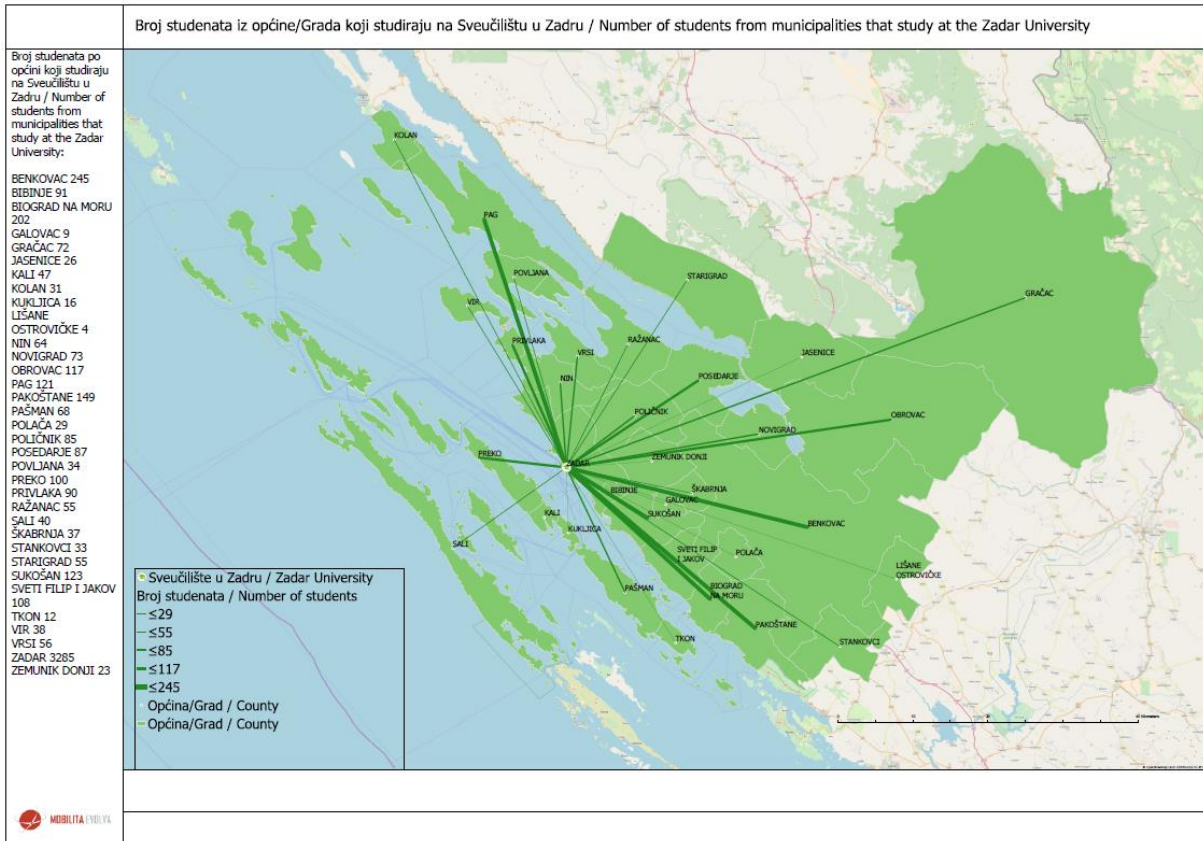 Broj studenata iz općine/Grada koji studiraju na Sveučilištu u Zadru / Number of students from municipalities that study at the Zadar University
Broj studenata po
općini koji studiraju
na Sveučilištu u
Zadru / Number of
students from
municipalities that
study at the Zadar
University:
BENKOVAC 245
BIBINJE 91
BIOGRAD NA MORU
202
GALOVAC 9
GRAČAC 72
JASENICE 26
KALI 47
KOLAN 31
KUKLJICA 16
LIŠANE
OSTROVIČKE 4
NIN 64
NOVIGRAD 73
OBROVAC 117
PAG 121
PAKOŠTANE 149
PAŠMAN 68
POLAČA 29
POLIČNIK 85
POSEDARJE 87
POVLJANA 34
PREKO 100
PRIVLAKA 90
RAŽANAC 55
SALI 40
ŠKABRNJA 37
STANKOVCI 33
STARIGRAD 55
SUKOŠAN 123
SVETI FILIP I JAKOV
108
TKON 12
VIR 38
VRSI 56
ZADAR 3285
ZEMUNIK DONJI 23
KOLAN
PAG
POVLJANA
STARIGRAD
VIR
GRAČAC
PRIVLAKA
RAŽANAC
VRSI
JASENICE
NIN
POSEDARJE
POLIČNIK
OBROVAC
NOVIGRAD
PREKO
ZEMUNIK DONJI
ZADAR
BIBINJE
ŠKABRNJA
GALOVAC
KALI
SUKOŠAN
KUKLJICA
BENKOVAC
SALI
SVETI FILIP
I JAKOV
POLAČA
LIŠANE
OSTROVIČKE
PAŠMAN
BIOGRAD
NA MORU
PAKOŠTANE
TKON
STANKOVCI
Sveučilište u Zadru / Zadar University
Broj studenata / Number of students
≤29
≤55
≤85
≤117
≤245
Općina/Grad / County
Općina/Grad / County
MOBILITA EVOLVA